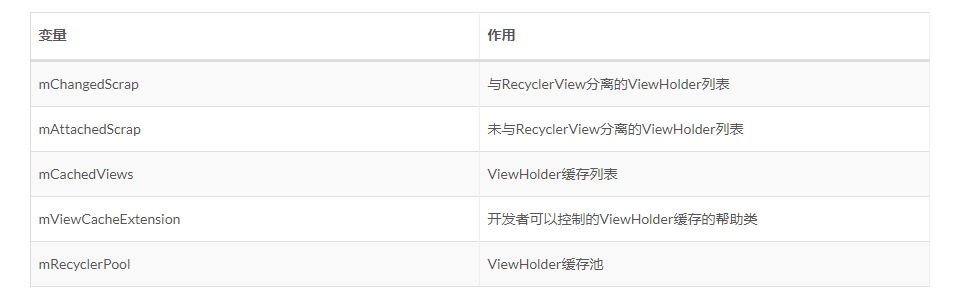 变量 作用
mChangedScrap 与RecyclerView分离的ViewHolder列表
mAttachedScrap 未与RecyclerView分离的ViewHolder列表
mCachedViews ViewHolder缓存列表
mViewCacheExtension 开发者可以控制的ViewHolder缓存的帮助类
mRecyclerPool ViewHolder缓存池